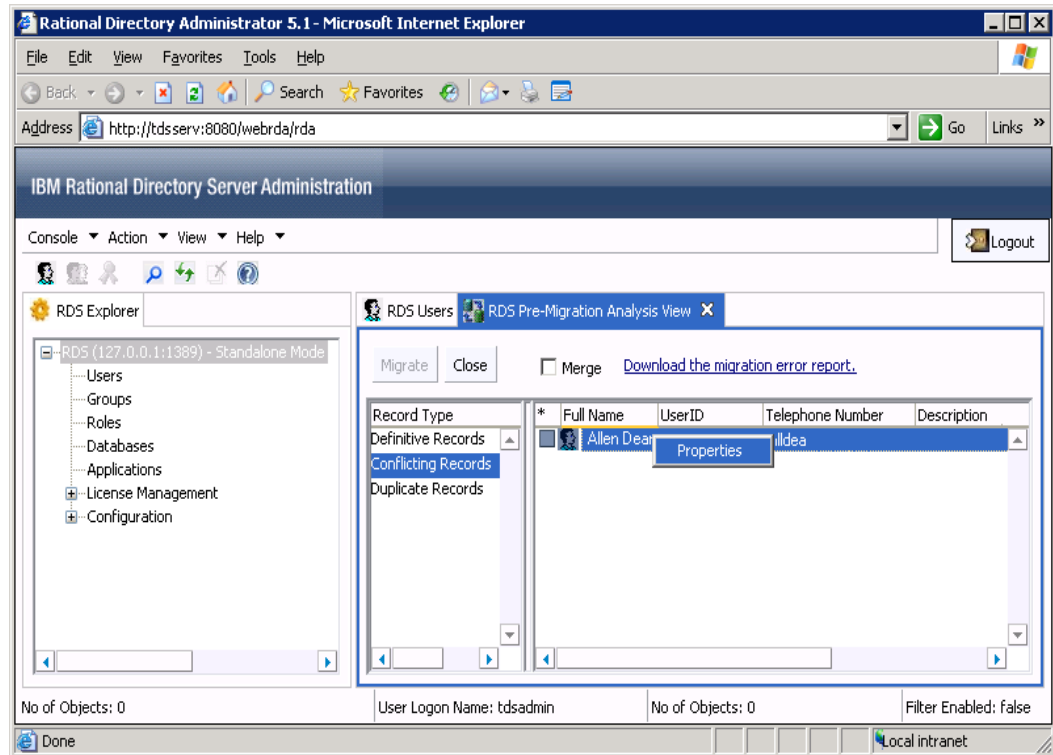 Rational Directory Administrator 5.1 - Microsoft Internet Explorer
File Edit View Favorites Tools Help
Back Search Favorites
Address http://tdsserv:8080/webrda/rda Go Links »
IBM Rational Directory Server Administration
Console Action View Help
Logout
RDS Explorer
RDS (127.0.0.1:1389) - Standalone Mode
Users
Groups
Roles
Databases
Applications
License Management
Configuration
RDS Users RDS Pre-Migration Analysis View X
Migrate Close Merge Download the migration error report.
Record Type
Definitive Records
Conflicting Records
Duplicate Records
* Full Name UserID Telephone Number Description
Allen Dean
Properties
No of Objects: 0 User Logon Name: tdsadmin No of Objects: 0 Filter Enabled: false
Done Local intranet